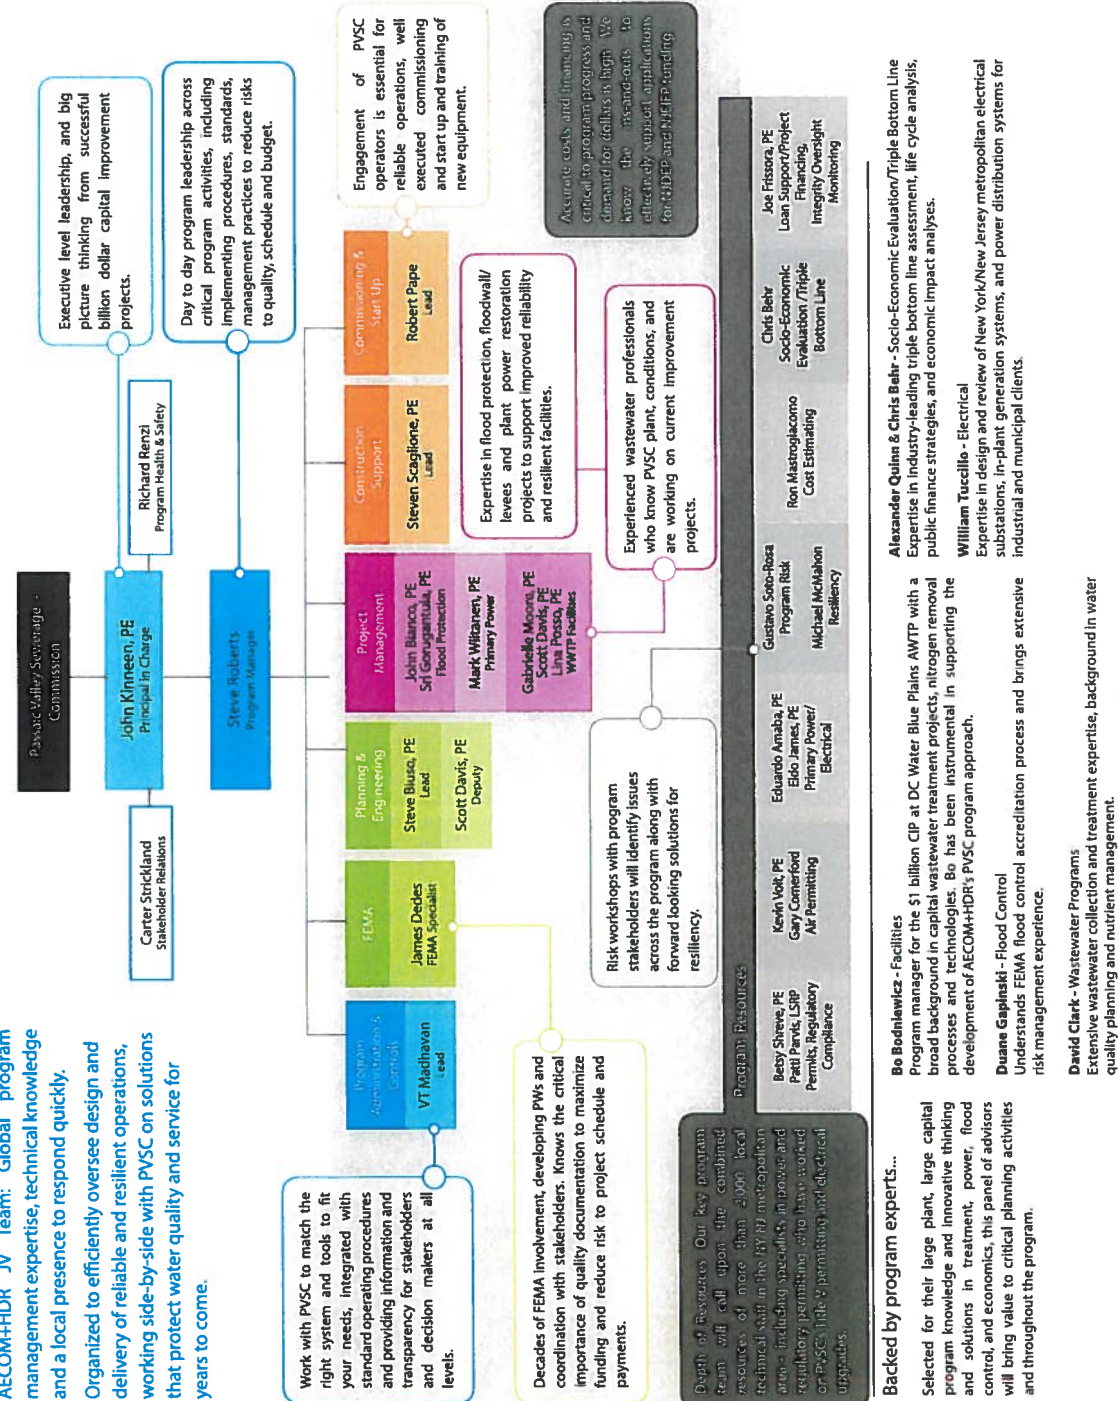 AECOM+HDR JV Team: Global program
management expertise, technical knowledge
and a local presence to respond quickly.
Organized to efficiently oversee design and
delivery of reliable and resilient operations,
working side-by-side with PVSC on solutions
that protect water quality and service for
years to come.
Passaic Valley Sewerage
Commission
Carter Strickland
Stakeholder Relations
John Kinneen, PE
Principal in Charge
Richard Renzi
Program Health & Safety
Steve Roberts
Program Manager
Executive level leadership, and big
picture thinking from successful
billion dollar capital improvement
projects.
Day to day program leadership across
critical program activities, including
implementing procedures, standards,
management practices to reduce risks
to quality, schedule and budget.
Program
Administration &
Controls
VT Madhavan
Lead
FEMA
James Dedes
FEMA Specialist
Planning &
Engineering
Steve Bluso, PE
Lead
Scott Davis, PE
Deputy
Project
Management
John Bianco, PE
Sri Gorugantula, PE
Flood Protection
Mark Wiitanen, PE
Primary Power
Gabrielle Moore, PE
Scott Davis, PE
Lina Posso, PE
WWTP Facilities
Construction
Support
Steven Scaglione, PE
Lead
Commissioning &
Start Up
Robert Pape
Lead
Work with PVSC to match the
right system and tools to fit
your needs, integrated with
standard operating procedures
and providing information and
transparency for stakeholders
and decision makers at all
levels.
Engagement of PVSC
operators is essential for
reliable operations, well
executed commissioning
and start up and training of
new equipment.
Expertise in flood protection, floodwall/
levees and plant power restoration
projects to support improved reliability
and resilient facilities.
Decades of FEMA involvement, developing PWs and
coordination with stakeholders. Knows the critical
importance of quality documentation to maximize
funding and reduce risk to project schedule and
payments.
Risk workshops with program
stakeholders will identify issues
across the program along with
forward looking solutions for
resiliency.
Experienced wastewater professionals
who know PVSC plant, conditions, and
are working on current improvement
projects.
Accurate costs and financing is
critical to program progress and
demand for dollars is high. We
know the ins-and-outs to
effectively support applications
for NJDEP and NJEIFP funding
Depth of Resources Our key program
team will call upon the combined
resources of more than 2,000 local
technical staff in the NY NJ metropolitan
area - including specialists in power and
regulatory permitting who have worked
on PVSC's Title V permitting and electrical
upgrades.
Program Resources
Betsy Shreve, PE
Patti Parvis, LSRP
Permits, Regulatory
Compliance
Kevin Voit, PE
Gary Comerford
Air Permitting
Eduardo Amaba, PE
Eldo James, PE
Primary Power/
Electrical
Gustavo Soto-Rosa
Program Risk
Michael McMahon
Resiliency
Ron Mastrogiacomo
Cost Estimating
Chris Behr
Socio-Economic
Evaluation /Triple
Bottom Line
Joe Frissora, PE
Loan Support/Project
Financing,
Integrity Oversight
Monitoring
Backed by program experts...
Selected for their large plant, large capital
program knowledge and innovative thinking
and solutions in treatment, power, flood
control, and economics, this panel of advisors
will bring value to critical planning activities
and throughout the program.
Bo Bodniewicz - Facilities
Program manager for the $1 billion CIP at DC Water Blue Plains AWTP with a
broad background in capital wastewater treatment projects, nitrogen removal
processes and technologies. Bo has been instrumental in supporting the
development of AECOM+HDR's PVSC program approach.
Duane Gapinski - Flood Control
Understands FEMA flood control accreditation process and brings extensive
risk management experience.
David Clark - Wastewater Programs
Extensive wastewater collection and treatment expertise, background in water
quality planning and nutrient management.
Alexander Quinn & Chris Behr - Socio-Economic Evaluation/Triple Bottom Line
Expertise in industry-leading triple bottom line assessment, life cycle analysis,
public finance strategies, and economic impact analyses.
William Tuccillo - Electrical
Expertise in design and review of New York/New Jersey metropolitan electrical
substations, in-plant generation systems, and power distribution systems for
industrial and municipal clients.